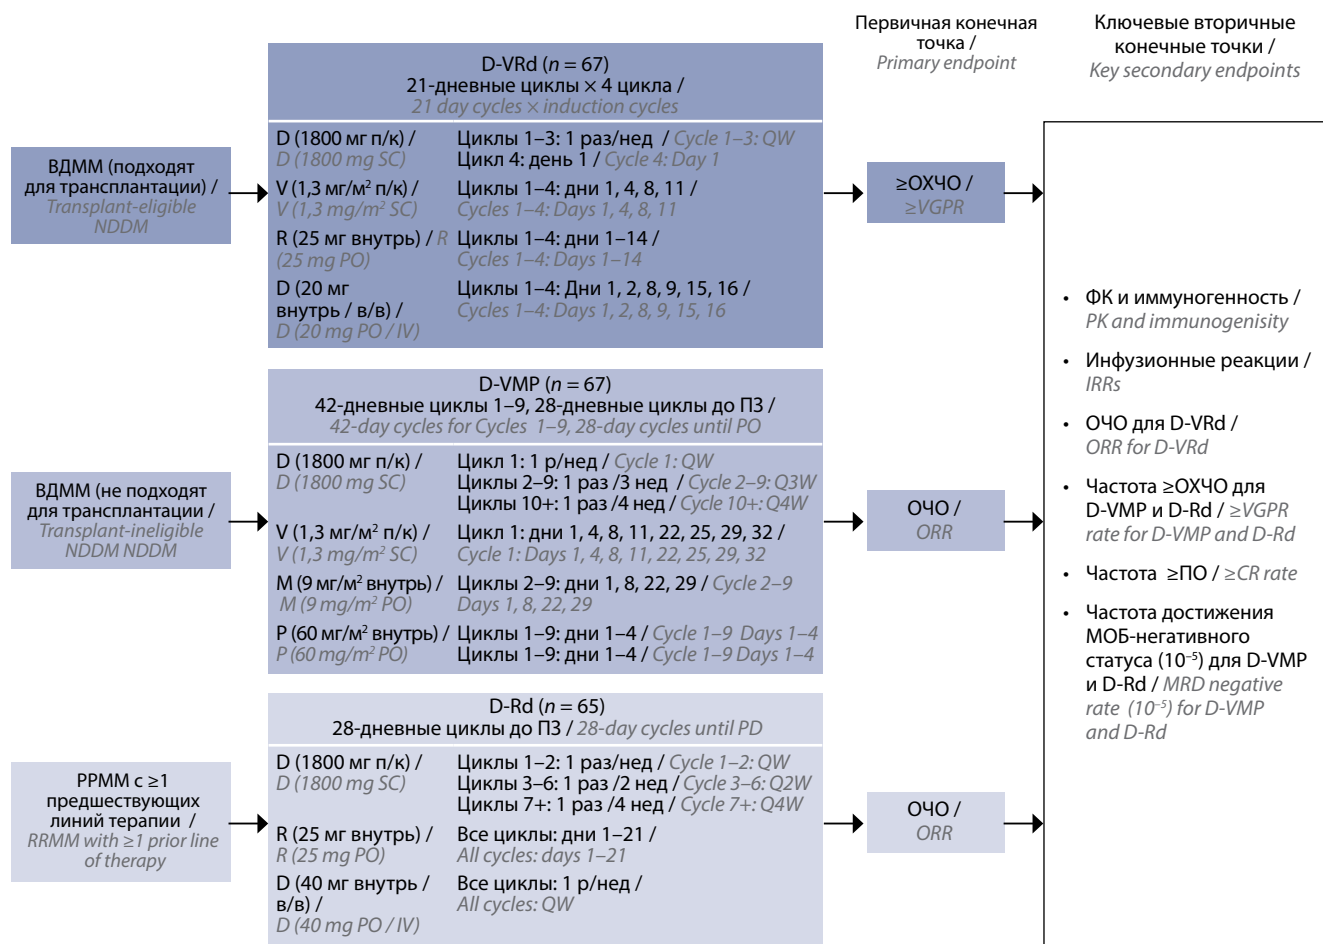 Первичная конечная
точка /
Primary endpoint
Ключевые вторичные
конечные точки /
Key secondary endpoints
ВДММ (подходят
для трансплантации) /
Transplant-eligible
NDDM
D-VRd (n = 67)
21-дневные циклы × 4 цикла /
21 day cycles × induction cycles
D (1800 мг п/к) /
D (1800 mg SC)
Циклы 1–3: 1 раз/нед / Cycle 1–3: QW
Цикл 4: день 1 / Cycle 4: Day 1
V (1,3 мг/м² п/к) /
V (1,3 mg/m² SC)
Циклы 1–4: дни 1, 4, 8, 11 /
Cycles 1–4: Days 1, 4, 8, 11
R (25 мг внутрь) / R
(25 mg PO)
Циклы 1–4: дни 1–14 /
Cycles 1–4: Days 1–14
D (20 мг
внутрь / в/в) /
D (20 mg PO / IV)
Циклы 1–4: Дни 1, 2, 8, 9, 15, 16 /
Cycles 1–4: Days 1, 2, 8, 9, 15, 16
≥ОХЧО /
≥VGPR
ВДММ (не подходят
для трансплантации /
Transplant-ineligible
NDDM NDDM
D-VMP (n = 67)
42-дневные циклы 1–9, 28-дневные циклы до ПЗ /
42-day cycles for Cycles 1–9, 28-day cycles until PO
D (1800 мг п/к) /
D (1800 mg SC)
Цикл 1: 1 р/нед / Cycle 1: QW
Циклы 2–9: 1 раз /3 нед / Cycle 2–9: Q3W
Циклы 10+: 1 раз /4 нед / Cycle 10+: Q4W
V (1,3 мг/м² п/к) /
V (1,3 mg/m² SC)
Цикл 1: дни 1, 4, 8, 11, 22, 25, 29, 32 /
Cycle 1: Days 1, 4, 8, 11, 22, 25, 29, 32
M (9 мг/м² внутрь) /
M (9 mg/m² PO)
Циклы 2–9: дни 1, 8, 22, 29 / Cycle 2–9
Days 1, 8, 22, 29
P (60 мг/м² внутрь) /
P (60 mg/m² PO)
Циклы 1–9: дни 1–4 / Cycle 1–9 Days 1–4
Циклы 1–9: дни 1–4 / Cycle 1–9 Days 1–4
ОЧО /
ORR
РРММ с ≥1
предшествующих
линий терапии /
RRMM with ≥1 prior line
of therapy
D-Rd (n = 65)
28-дневные циклы до ПЗ / 28-day cycles until PD
D (1800 мг п/к) /
D (1800 mg SC)
Циклы 1–2: 1 раз/нед / Cycle 1–2: QW
Циклы 3–6: 1 раз /2 нед / Cycle 3–6: Q2W
Циклы 7+: 1 раз /4 нед / Cycle 7+: Q4W
R (25 мг внутрь) /
R (25 mg PO)
Все циклы: дни 1–21 /
All cycles: days 1–21
D (40 мг внутрь /
в/в) /
D (40 mg PO / IV)
Все циклы: 1 р/нед /
All cycles: QW
ОЧО /
ORR
• ФК и иммуногенность /
PK and immunogenisity
• Инфузионные реакции /
IRRs
• ОЧО для D-VRd /
ORR for D-VRd
• Частота ≥ОХЧО для
D-VMP и D-Rd / ≥VGPR
rate for D-VMP and D-Rd
• Частота ≥ПО / ≥CR rate
• Частота достижения
МОБ-негативного
статуса (10⁻⁵) для D-VMP
и D-Rd / MRD negative
rate (10⁻⁵) for D-VMP
and D-Rd